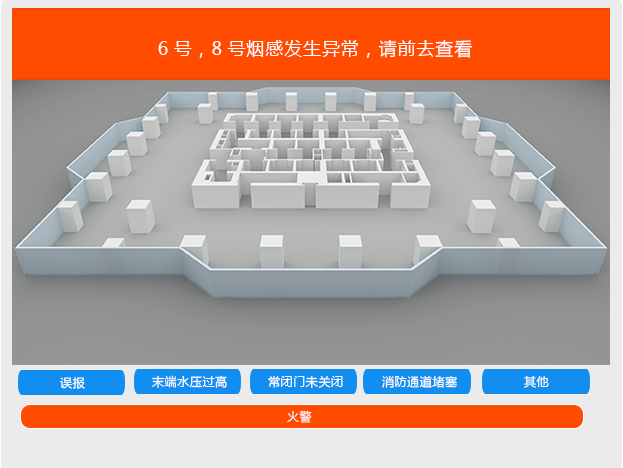 6号，8号烟感发生异常，请前去查看
误报
末端水压过高
常闭门未关闭
消防通道堵塞
其他
火警